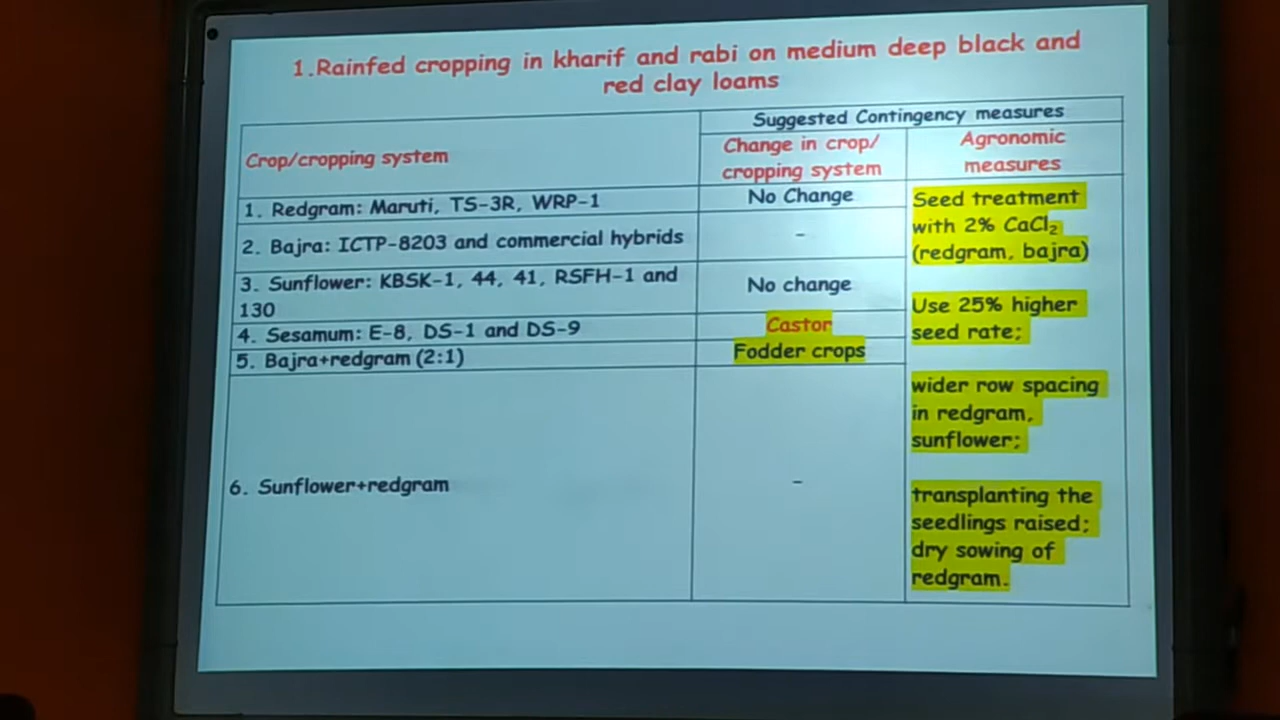 1.Rainfed cropping in kharif and rabi on medium deep black and
red clay loams
Crop/cropping system
Suggested Contingency measures
Change in crop/
cropping system
Agronomic
measures
1. Redgram: Maruti, TS-3R, WRP-1
No Change
2. Bajra: ICTP-8203 and commercial hybrids
-
3. Sunflower: KBSK-1, 44, 41, RSFH-1 and
130
No change
4. Sesamum: E-8, DS-1 and DS-9
Castor
5. Bajra+redgram (2:1)
Fodder crops
6. Sunflower+redgram
-
Seed treatment
with 2% CaCl₂
(redgram, bajra)
Use 25% higher
seed rate;
wider row spacing
in redgram,
sunflower;
transplanting the
seedlings raised;
dry sowing of
redgram.